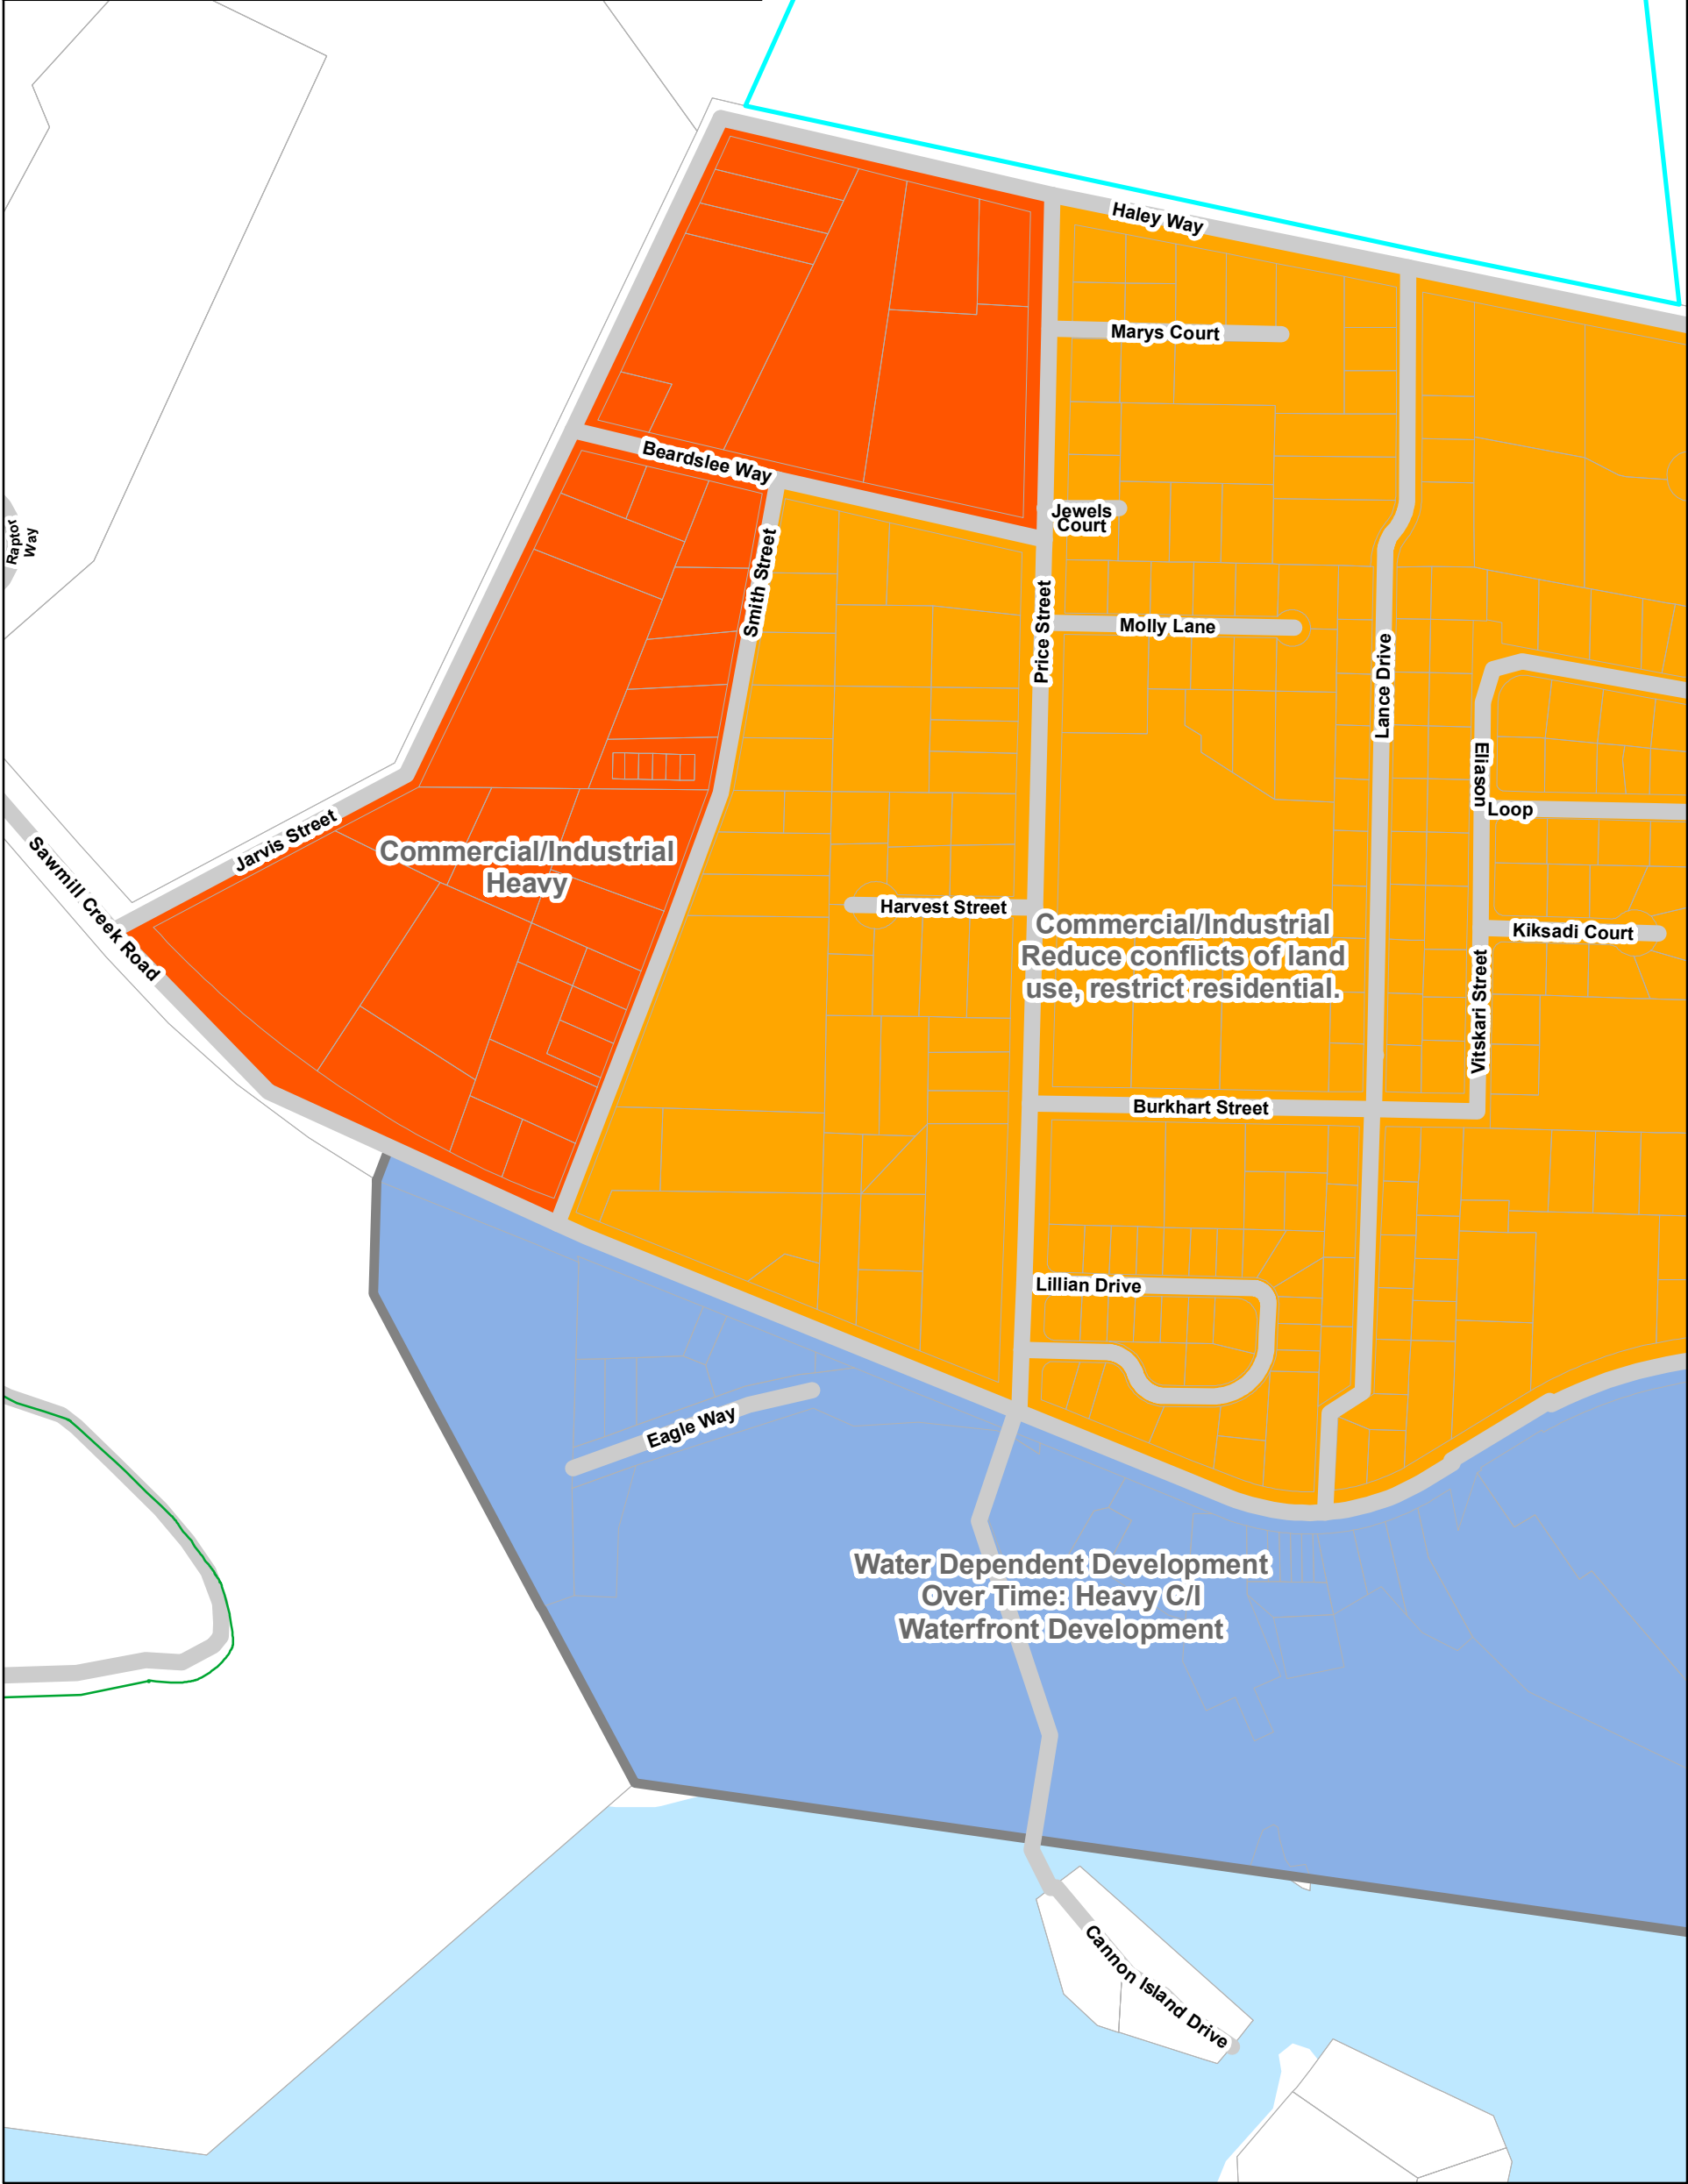 Haley Way
Marys Court
Beardslee Way
Jewels
Court
Raptor
Way
Smith Street
Price Street
Molly Lane
Lance Drive
Eliason
Loop
Jarvis Street
Sawmill Creek Road
Commercial/Industrial
Heavy
Harvest Street
Commercial/Industrial
Reduce conflicts of land
use, restrict residential.
Kiksadi Court
Vitskari Street
Burkhart Street
Lillian Drive
Eagle Way
Water Dependent Development
Over Time: Heavy C/I
Waterfront Development
Cannon Island Drive